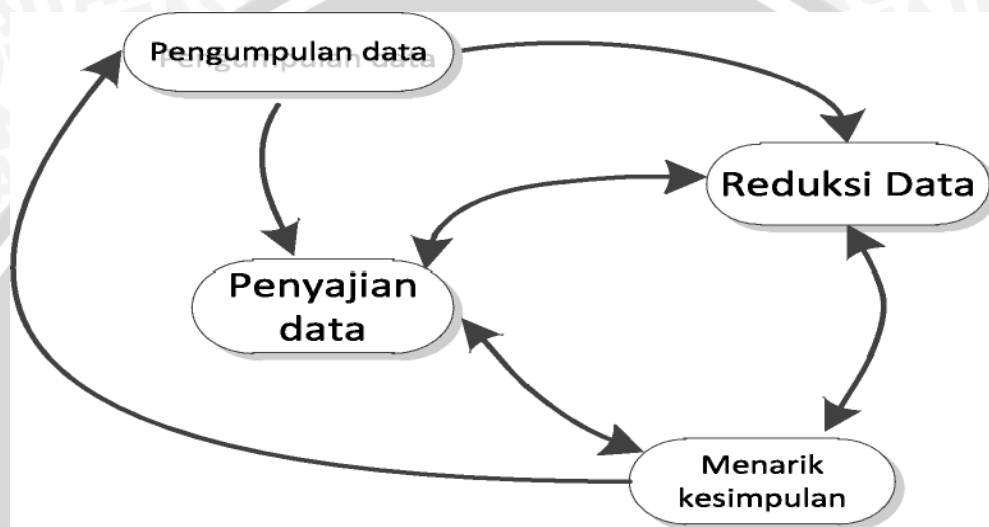 Pengumpulan data
Reduksi Data
Penyajian
data
Menarik
kesimpulan